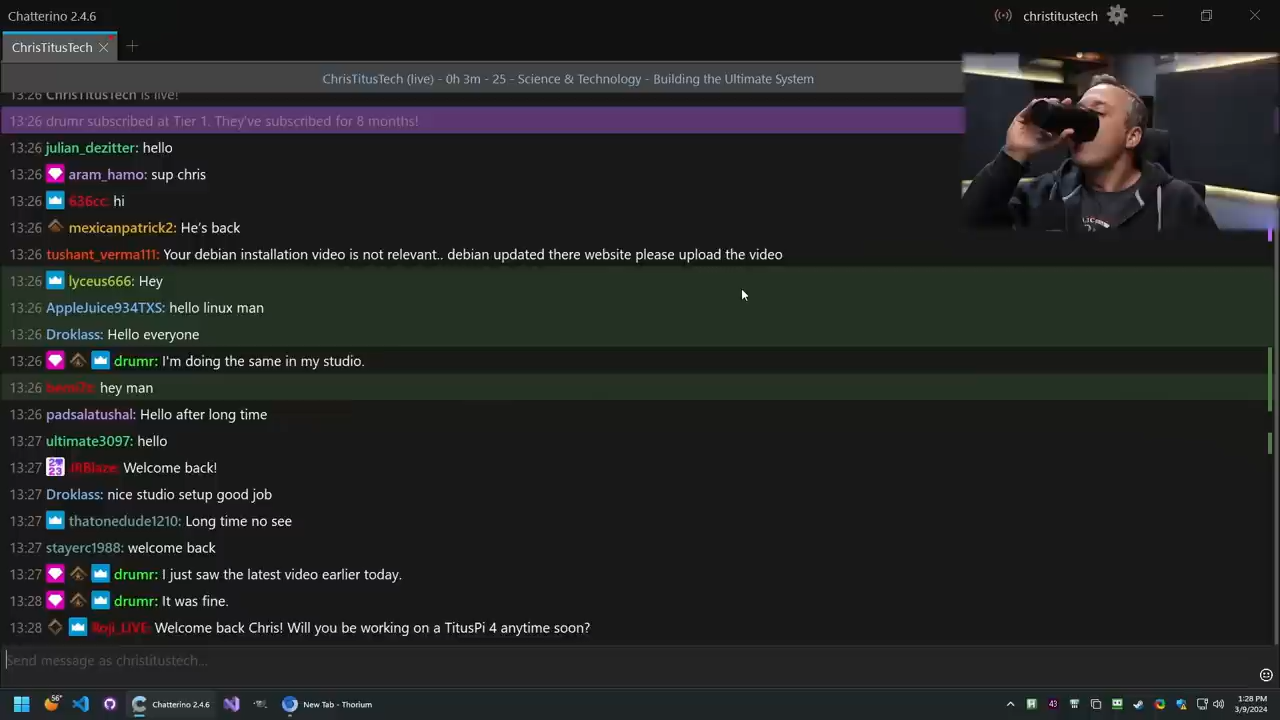 Chatterino 2.4.6
christitustech
ChrisTitusTech
ChrisTitusTech (live) - 0h 3m - 25 - Science & Technology - Building the Ultimate System
13:26 ChrisTitusTech is live!
13:26 drumr subscribed at Tier 1. They've subscribed for 8 months!
13:26 julian_dezitter: hello
13:26 aram_hamo: sup chris
13:26 636cc: hi
13:26 mexicanpatrick2: He's back
13:26 tushant_verma111: Your debian installation video is not relevant.. debian updated there website please upload the video
13:26 lyceus666: Hey
13:26 AppleJuice934TXS: hello linux man
13:26 Droklass: Hello everyone
13:26 drumr: I'm doing the same in my studio.
13:26 hey man
13:26 padsalatushal: Hello after long time
13:27 ultimate3097: hello
13:27 Welcome back!
13:27 Droklass: nice studio setup good job
13:27 thatonedude1210: Long time no see
13:27 stayerc1988: welcome back
13:27 drumr: I just saw the latest video earlier today.
13:28 drumr: It was fine.
13:28 Roji_LIVE: Welcome back Chris! Will you be working on a TitusPi 4 anytime soon?
Send message as christitustech...
56°
Chatterino 2.4.6
New Tab - Thorium
43
1:28 PM
3/9/2024